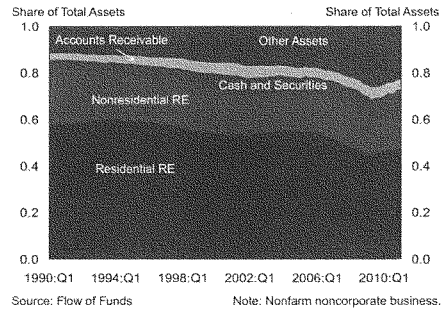 Share of Total Assets Share of Total Assets
1.0 1.0
Accounts Receivable Other Assets
0.8 0.8
Cash and Securities
Nonresidential RE
0.6 0.6
0.4 0.4
Residential RE
0.2 0.2
0.0 0.0
1990:Q1 1994:Q1 1998:Q1 2002:Q1 2006:Q1 2010:Q1
Source: Flow of Funds Note: Nonfarm noncorporate business.